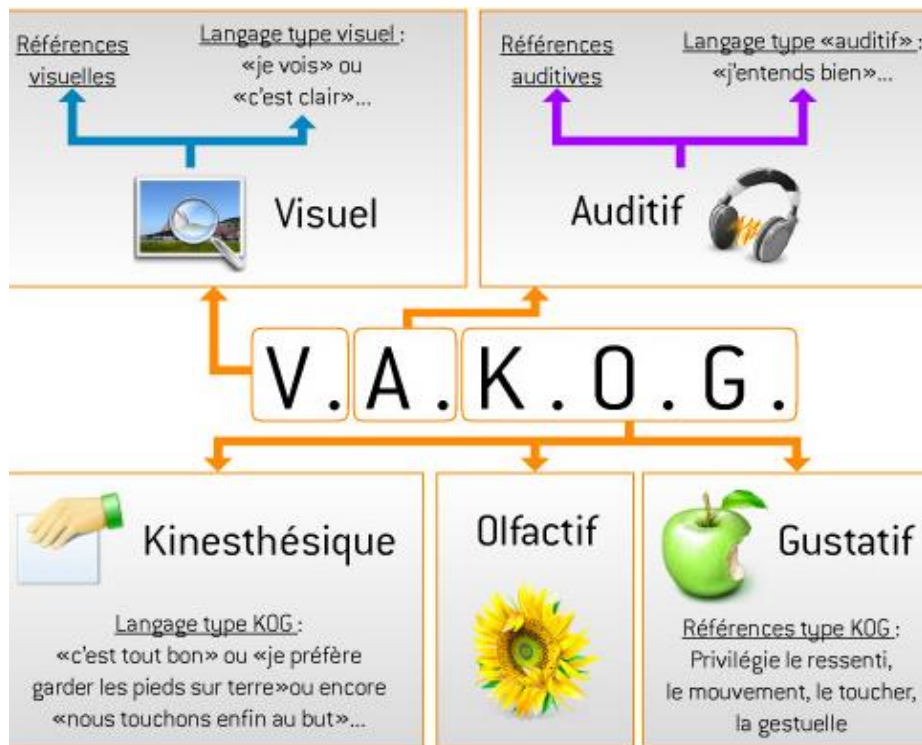 Références
visuelles
Langage type visuel :
«je vois» ou
«c'est clair»...
Visuel
Références
auditives
Langage type «auditif» :
«j'entends bien»...
Auditif
V.A.K.O.G.
Kinesthésique
Langage type KOG :
«c'est tout bon» ou «je préfère
garder les pieds sur terre»ou encore
«nous touchons enfin au but»...
Olfactif
Gustatif
Références type KOG :
Privilégie le ressenti,
le mouvement, le toucher,
la gestuelle